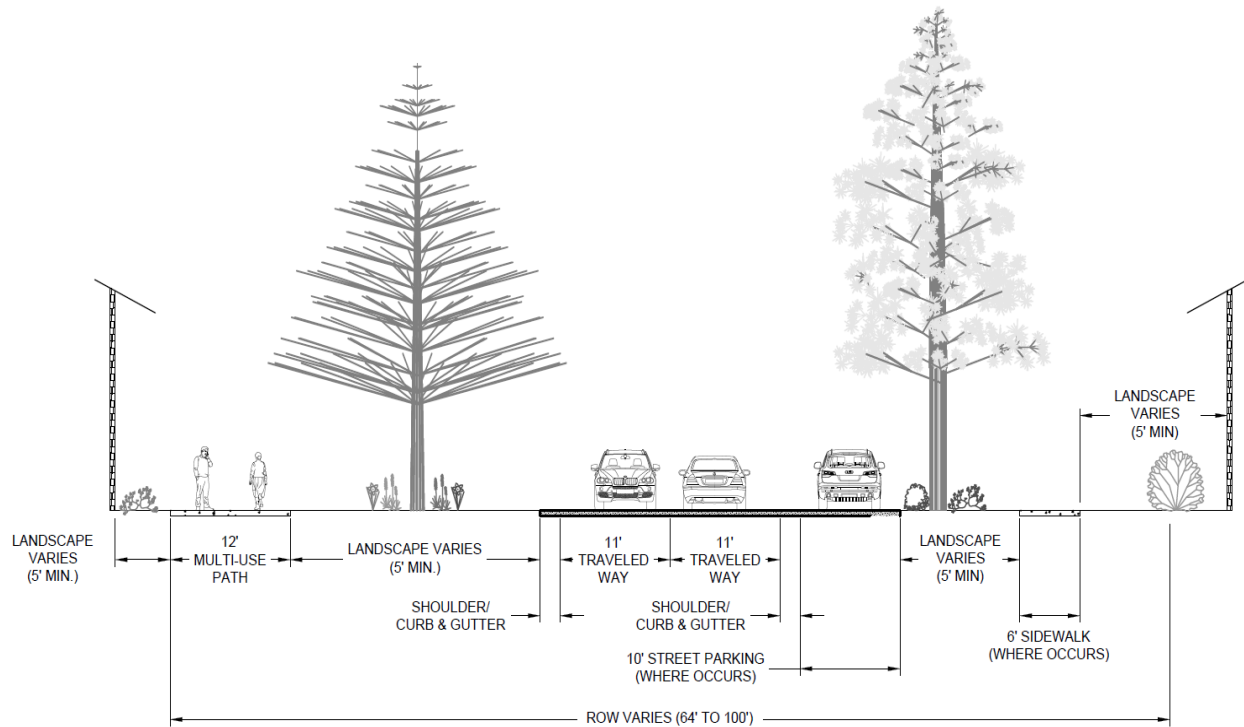 LANDSCAPE
VARIES
(5' MIN)
LANDSCAPE
VARIES
(5' MIN.)
12'
MULTI-USE
PATH
LANDSCAPE VARIES
(5' MIN.)
11'
TRAVELED
WAY
11'
TRAVELED
WAY
LANDSCAPE
VARIES
(5' MIN)
SHOULDER/
CURB & GUTTER
SHOULDER/
CURB & GUTTER
6' SIDEWALK
(WHERE OCCURS)
10' STREET PARKING
(WHERE OCCURS)
ROW VARIES (64' TO 100')